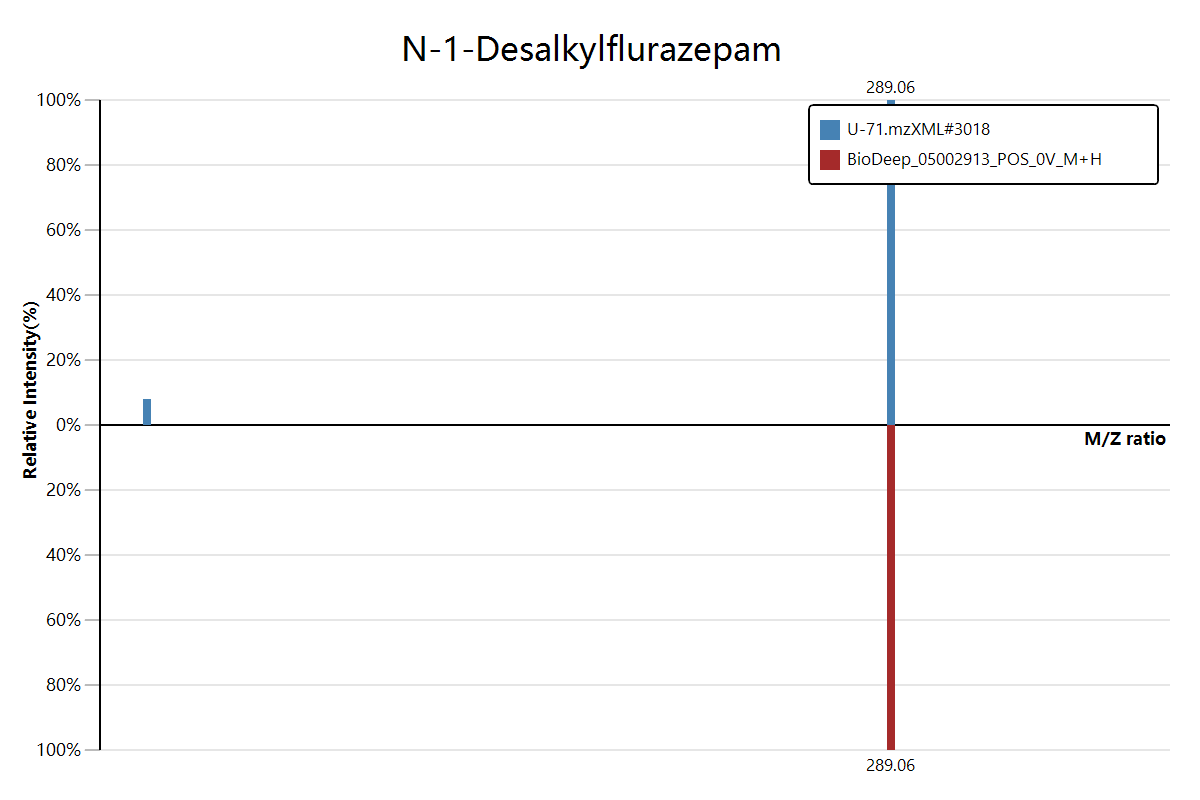 N-1-Desalkylflurazepam
289.06
U-71.mzXML#3018
BioDeep_05002913_POS_0V_M+H
Relative Intensity(%)
100%
80%
60%
40%
20%
0%
20%
40%
60%
80%
100%
M/Z ratio
289.06